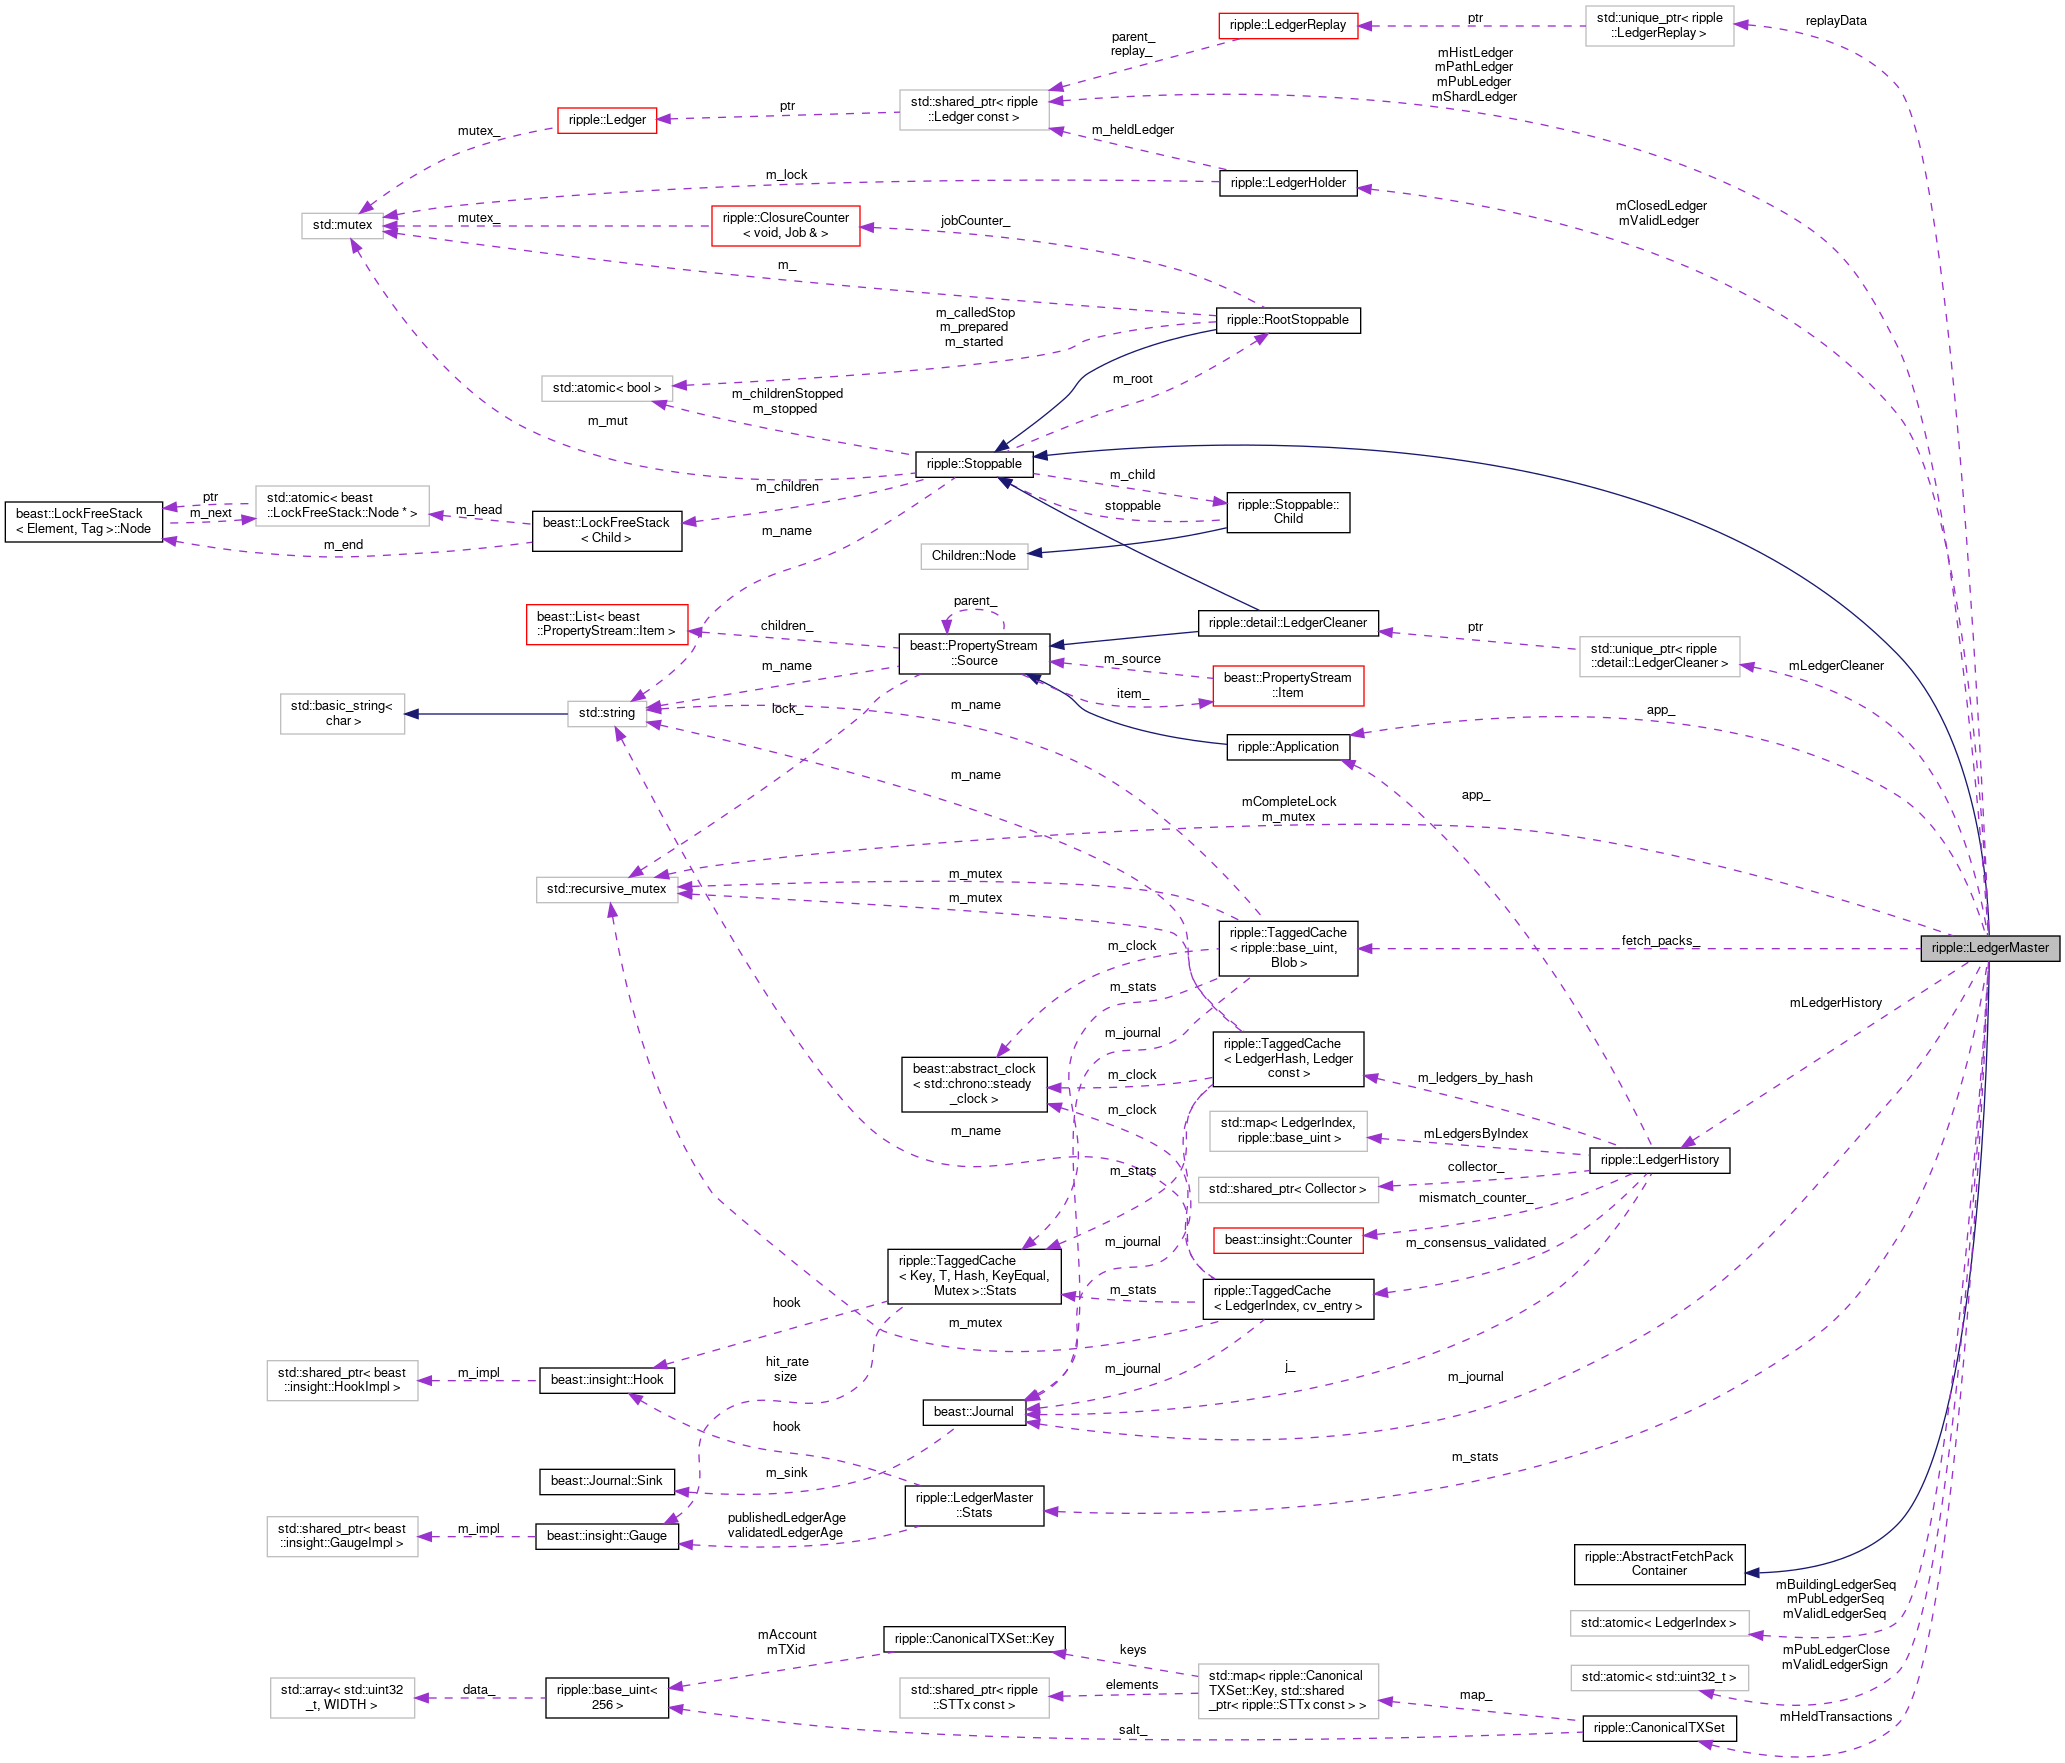 ripple::LedgerReplay
ptr
std::unique_ptr< ripple
::LedgerReplay >
replayData
parent_
replay_
mHistLedger
mPathLedger
mPubLedger
mShardLedger
std::shared_ptr< ripple
::Ledger const >
ptr
ripple::Ledger
mutex_
m_heldLedger
m_lock
ripple::LedgerHolder
mClosedLedger
mValidLedger
std::mutex
mutex_
ripple::ClosureCounter
< void, Job & >
jobCounter_
m_
m_calledStop
m_prepared
m_started
ripple::RootStoppable
std::atomic< bool >
m_childrenStopped
m_stopped
m_root
m_mut
ripple::Stoppable
m_child
stoppable
ripple::Stoppable::
Child
m_children
beast::LockFreeStack
< Element, Tag >::Node
ptr
m_next
std::atomic< beast
::LockFreeStack::Node * >
m_head
m_end
beast::LockFreeStack
< Child >
m_name
Children::Node
beast::List< beast
::PropertyStream::Item >
children_
parent_
beast::PropertyStream
::Source
ripple::detail::LedgerCleaner
ptr
std::unique_ptr< ripple
::detail::LedgerCleaner >
mLedgerCleaner
m_name
m_source
item_
beast::PropertyStream
::Item
std::basic_string<
char >
std::string
lock_
m_name
ripple::Application
app_
m_name
app_
mCompleteLock
m_mutex
std::recursive_mutex
m_mutex
m_mutex
ripple::TaggedCache
< ripple::base_uint,
Blob >
fetch_packs_
ripple::LedgerMaster
m_clock
m_stats
m_journal
mLedgerHistory
ripple::TaggedCache
< LedgerHash, Ledger
const >
beast::abstract_clock
< std::chrono::steady
_clock >
m_clock
m_clock
m_ledgers_by_hash
std::map< LedgerIndex,
ripple::base_uint >
mLedgersByIndex
m_name
m_stats
collector_
std::shared_ptr< Collector >
ripple::LedgerHistory
mismatch_counter_
beast::insight::Counter
m_journal
m_consensus_validated
ripple::TaggedCache
< Key, T, Hash, KeyEqual,
Mutex >::Stats
m_stats
ripple::TaggedCache
< LedgerIndex, cv_entry >
hook
m_mutex
std::shared_ptr< beast
::insight::HookImpl >
m_impl
beast::insight::Hook
hit_rate
size
m_journal
j_
m_journal
beast::Journal
hook
beast::Journal::Sink
m_sink
m_stats
ripple::LedgerMaster
::Stats
std::shared_ptr< beast
::insight::GaugeImpl >
m_impl
beast::insight::Gauge
publishedLedgerAge
validatedLedgerAge
ripple::AbstractFetchPack
Container
mBuildingLedgerSeq
mPubLedgerSeq
mValidLedgerSeq
std::atomic< LedgerIndex >
mPubLedgerClose
mValidLedgerSign
std::atomic< std::uint32_t >
mAccount
mTXid
ripple::CanonicalTXSet::Key
keys
std::map< ripple::Canonical
TXSet::Key, std::shared
_ptr< ripple::STTx const > >
elements
std::shared_ptr< ripple
::STTx const >
std::array< std::uint32
_t, WIDTH >
data_
ripple::base_uint<
256 >
map_
mHeldTransactions
salt_
ripple::CanonicalTXSet